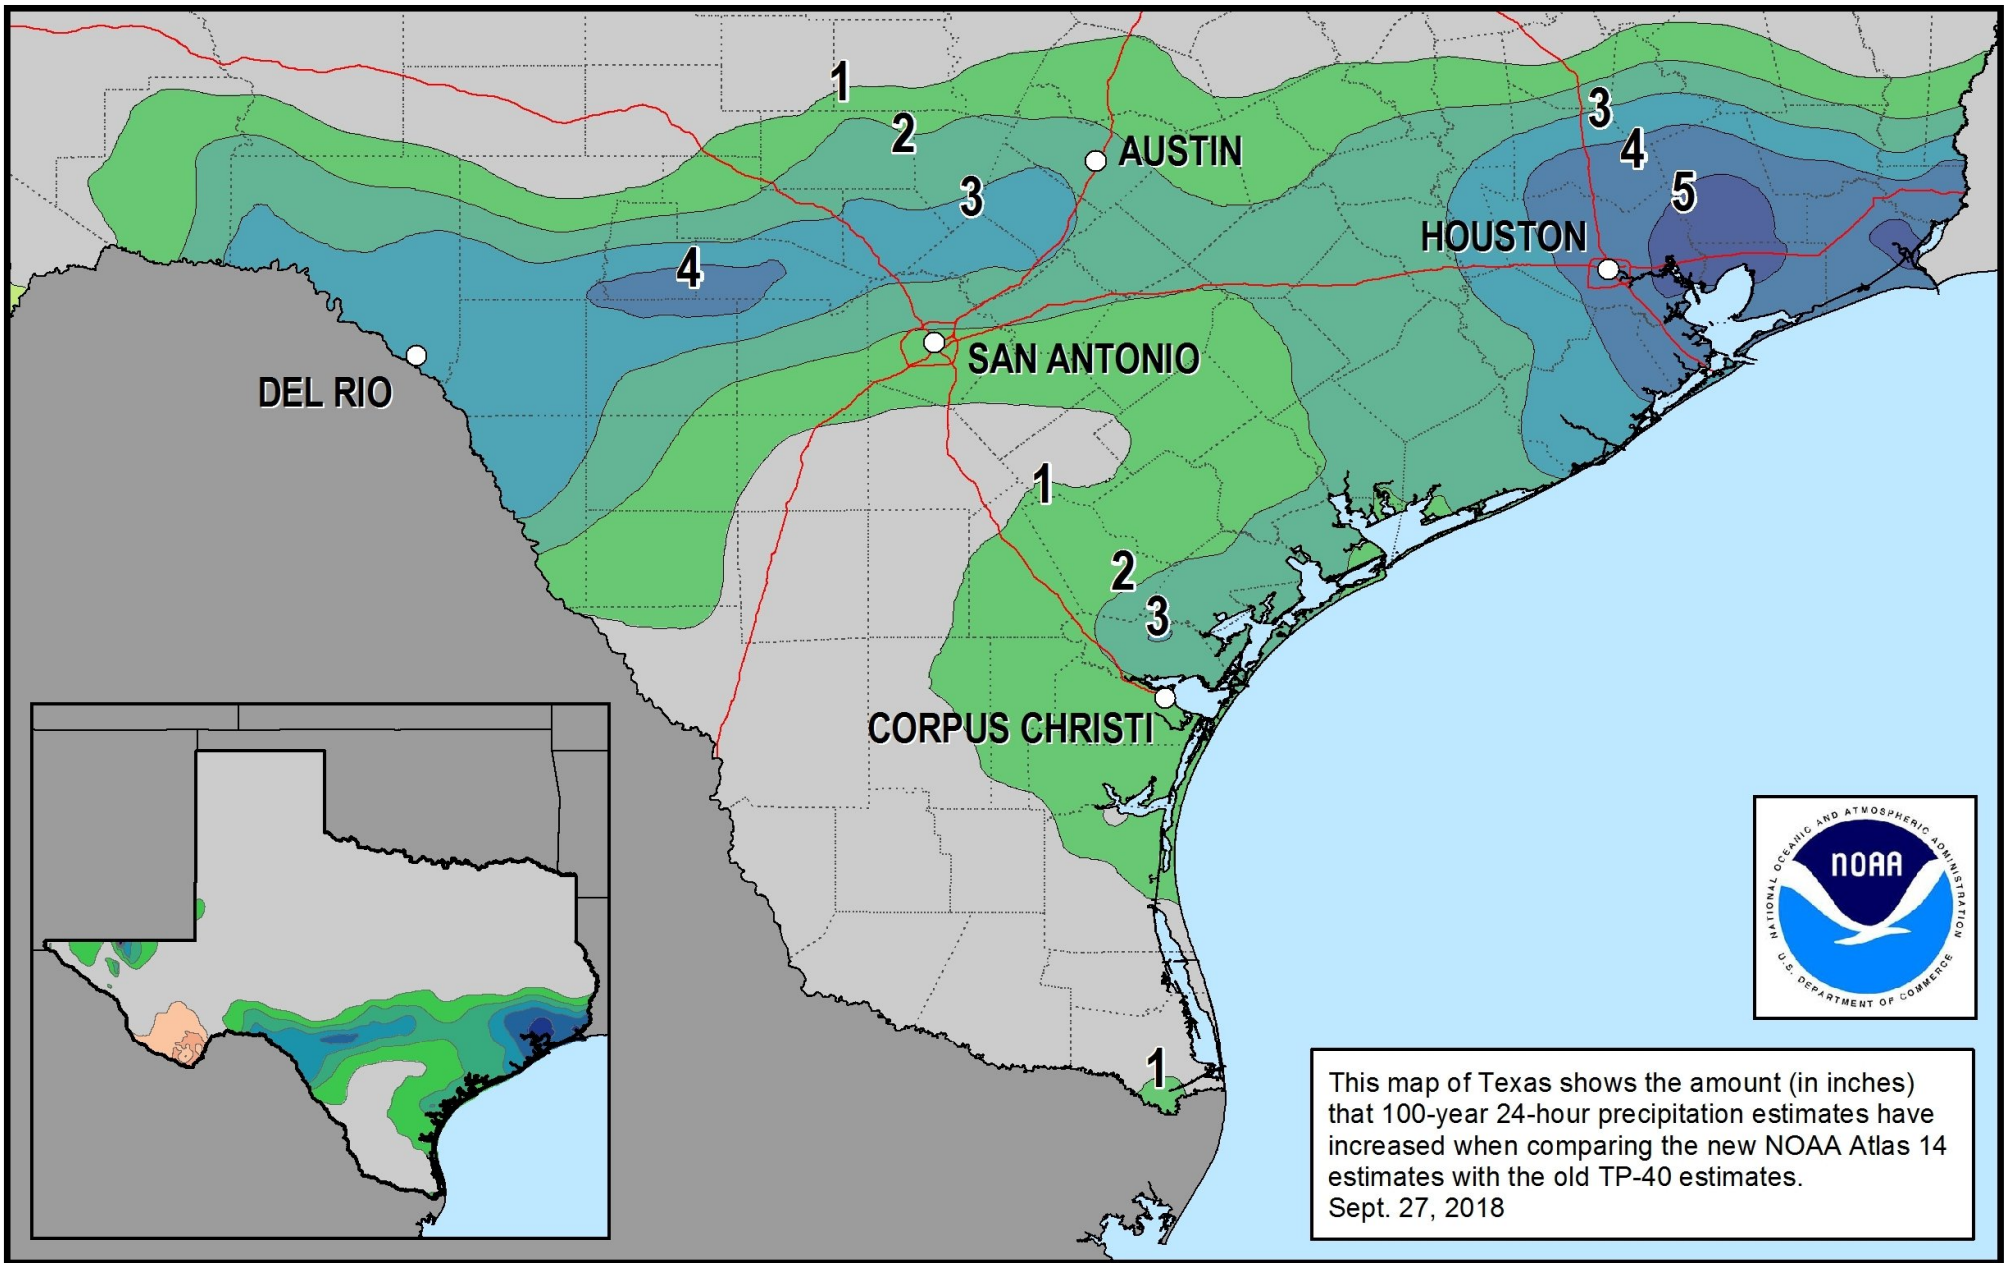 1
2
3
AUSTIN
3
4
5
HOUSTON
4
DEL RIO
SAN ANTONIO
1
2
3
CORPUS CHRISTI
1
NATIONAL OCEANIC AND ATMOSPHERIC ADMINISTRATION
NOAA
U.S. DEPARTMENT OF COMMERCE
This map of Texas shows the amount (in inches)
that 100-year 24-hour precipitation estimates have
increased when comparing the new NOAA Atlas 14
estimates with the old TP-40 estimates.
Sept. 27, 2018